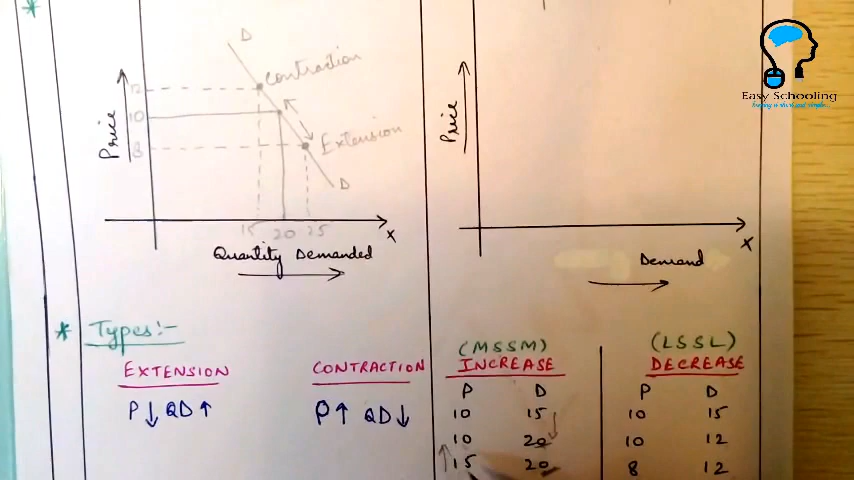 *
D
Contraction
Extension
D
12
10
8
Price
15 20 25
X
Quantity Demanded
Price
X
Demand
Easy Schooling
* Types:-
EXTENSION
P↓ QD↑
CONTRACTION
P↑ QD↓
(MSSM)
INCREASE
P D
10 15
10 20
15 20
(LSSL)
DECREASE
P D
10 15
10 12
8 12